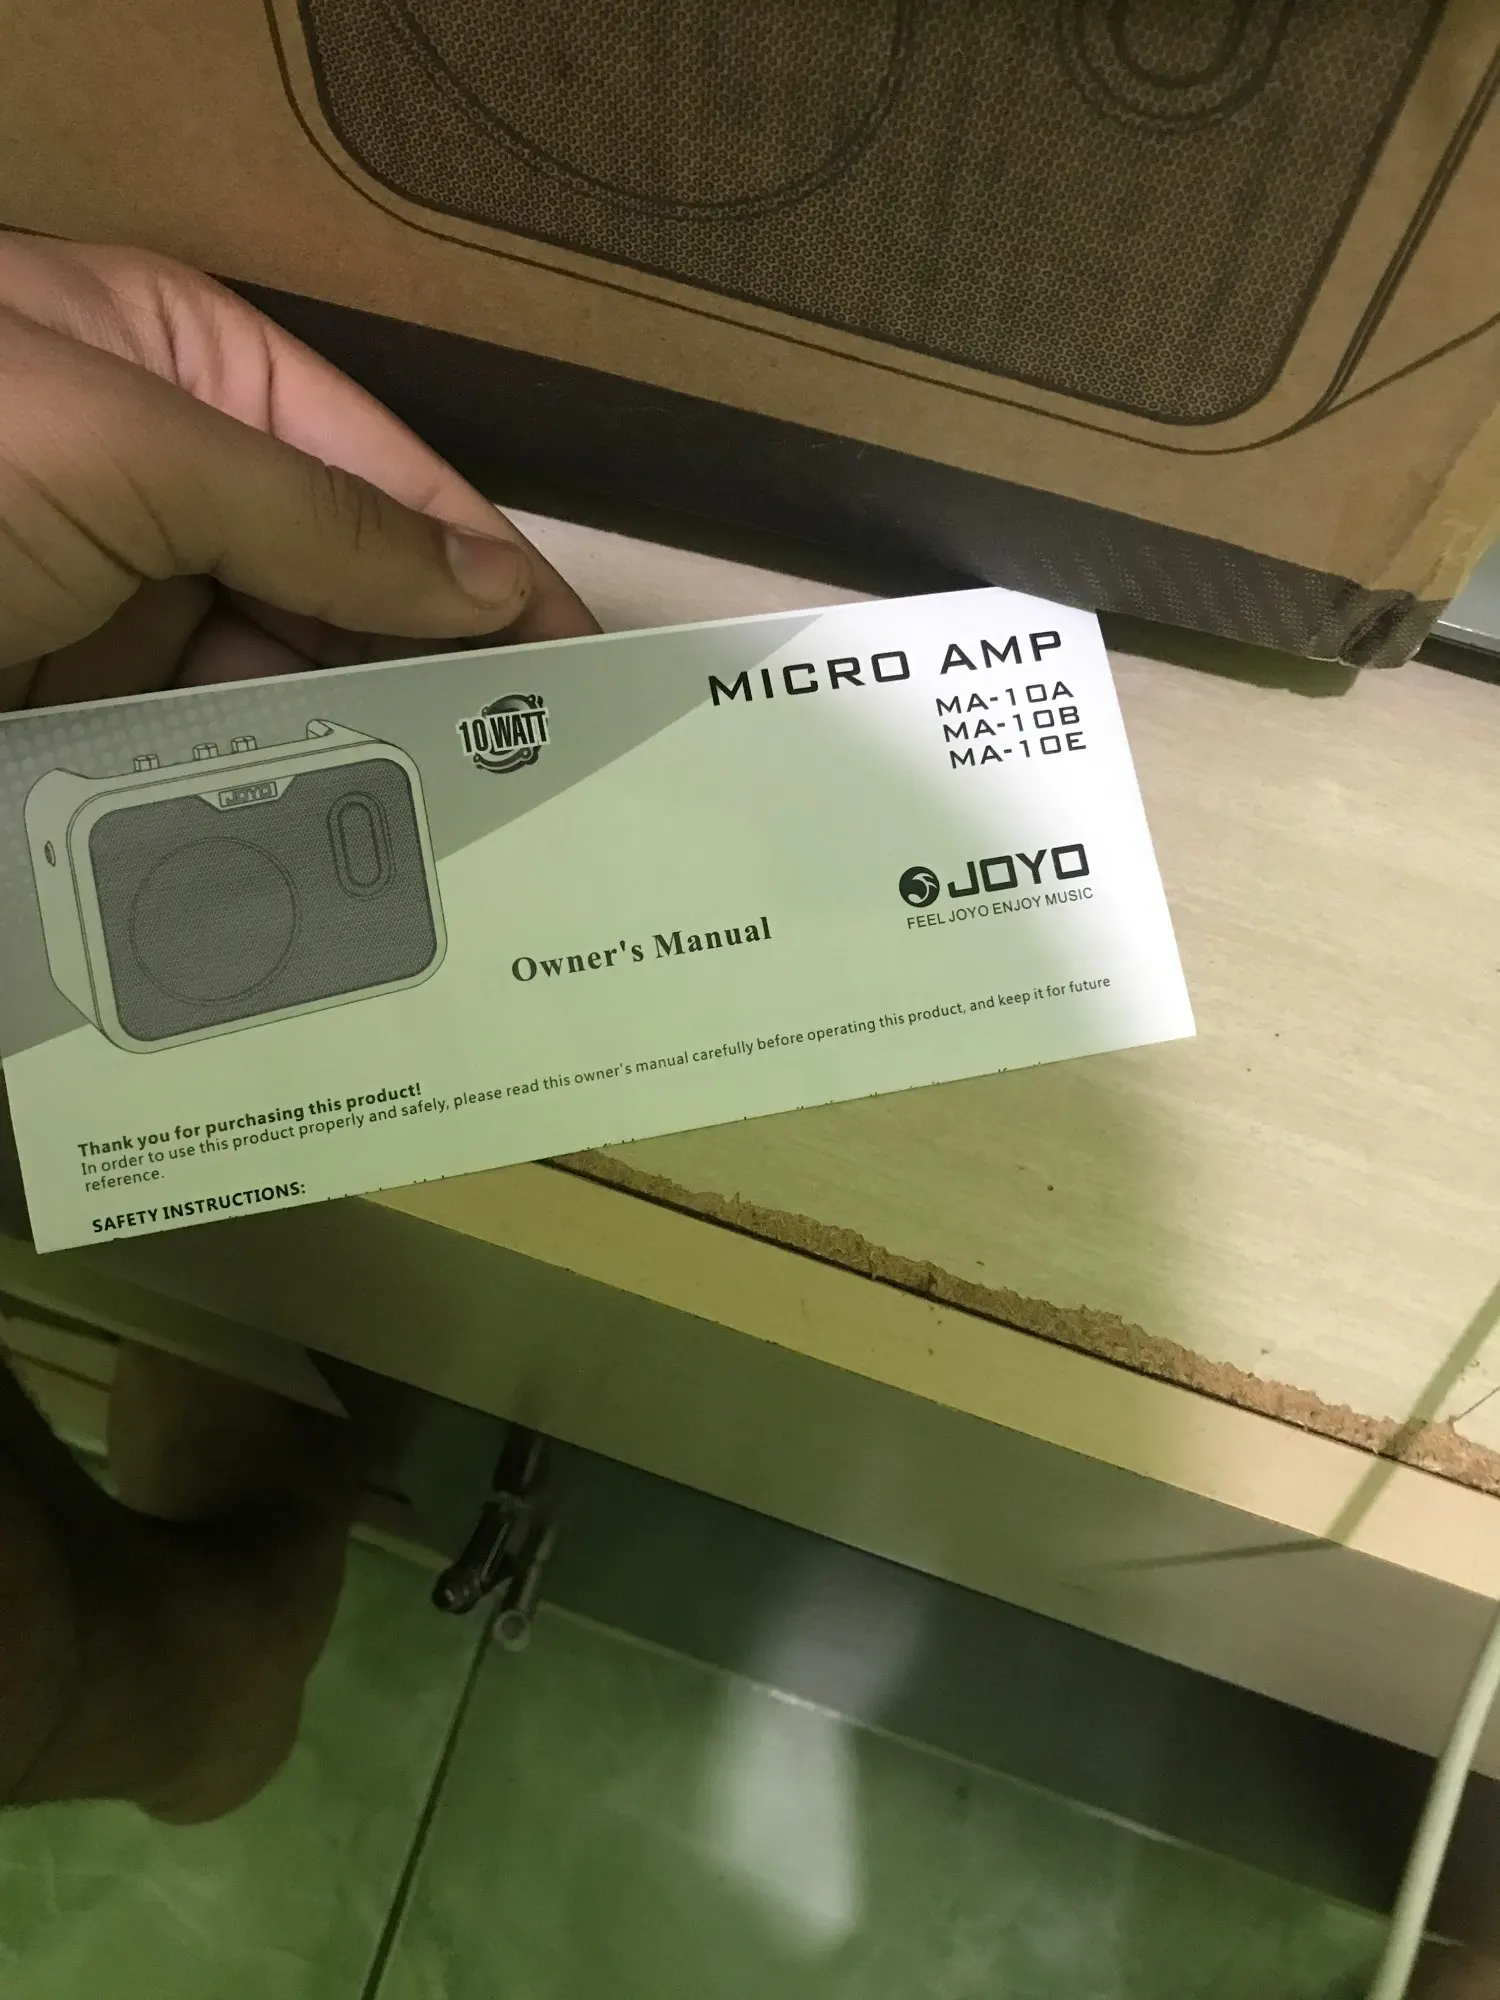 MICRO AMP
MA-10A
MA-10B
MA-10E
10 WATT
JOYO
JOYO
FEEL JOYO ENJOY MUSIC
Owner's Manual
Thank you for purchasing this product!
In order to use this product properly and safely, please read this owner's manual carefully before operating this product, and keep it for future
reference.
SAFETY INSTRUCTIONS: